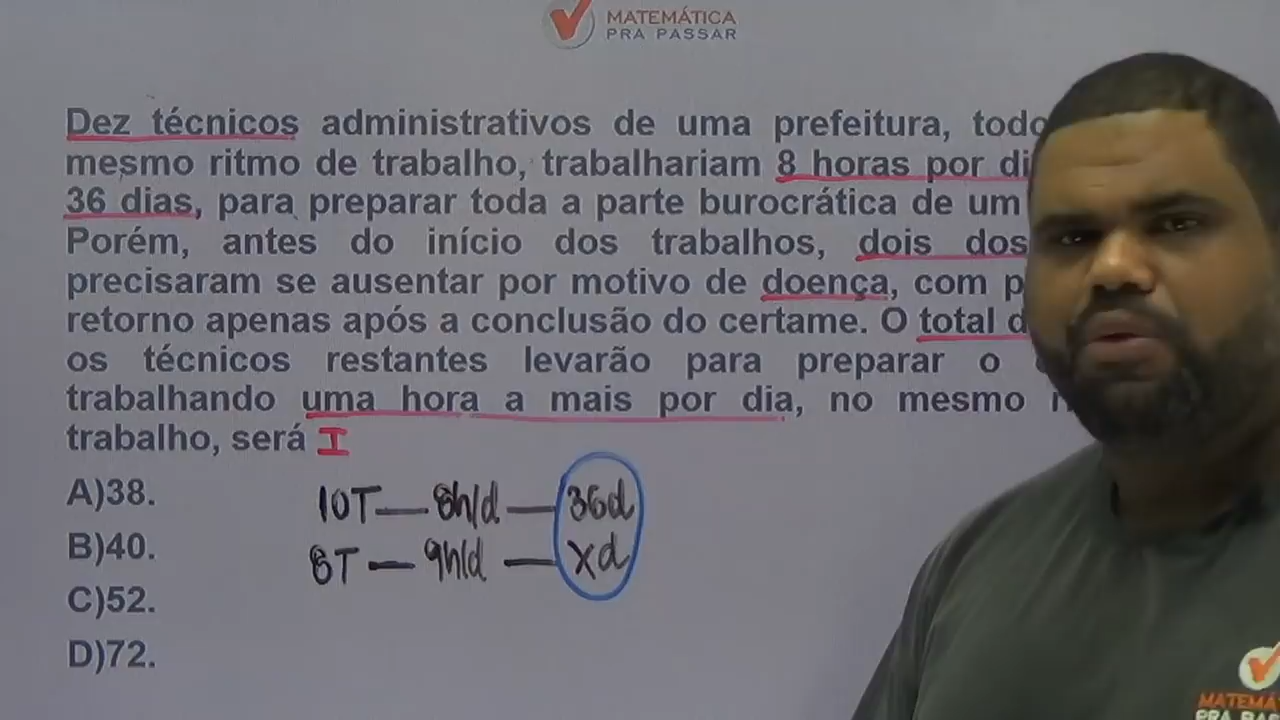 MATEMÁTICA
PRA PASSAR
Dez técnicos administrativos de uma prefeitura,
mesmo ritmo de trabalho, trabalhariam 8 horas por
36 dias, para preparar toda a parte burocrática de um
Porém, antes do início dos trabalhos, dois dos
precisaram se ausentar por motivo de doença, com
retorno apenas após a conclusão do certame. O total
os técnicos restantes levarão para preparar o
trabalhando uma hora a mais por dia, no mesmo
trabalho, será I
A)38.
10T — 8h/d — 36d
B)40.
8T — 9h/d — xd
C)52.
D)72.